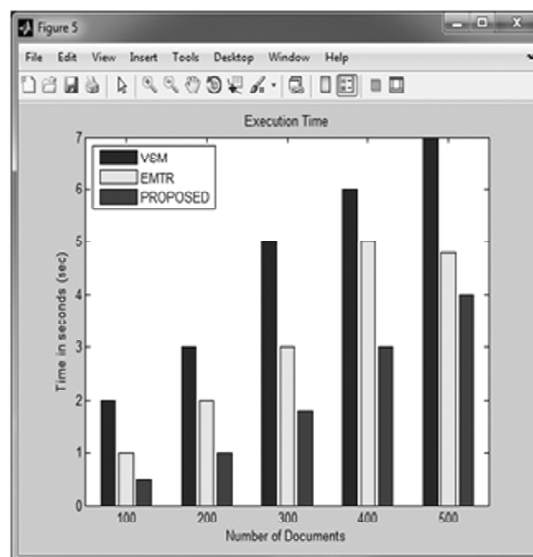 Figure 5
File Edit View Insert Tools Desktop Window Help
Execution Time
VSM
EMTR
PROPOSED
Time in seconds (sec)
7
6
5
4
3
2
1
0
100 200 300 400 500
Number of Documents